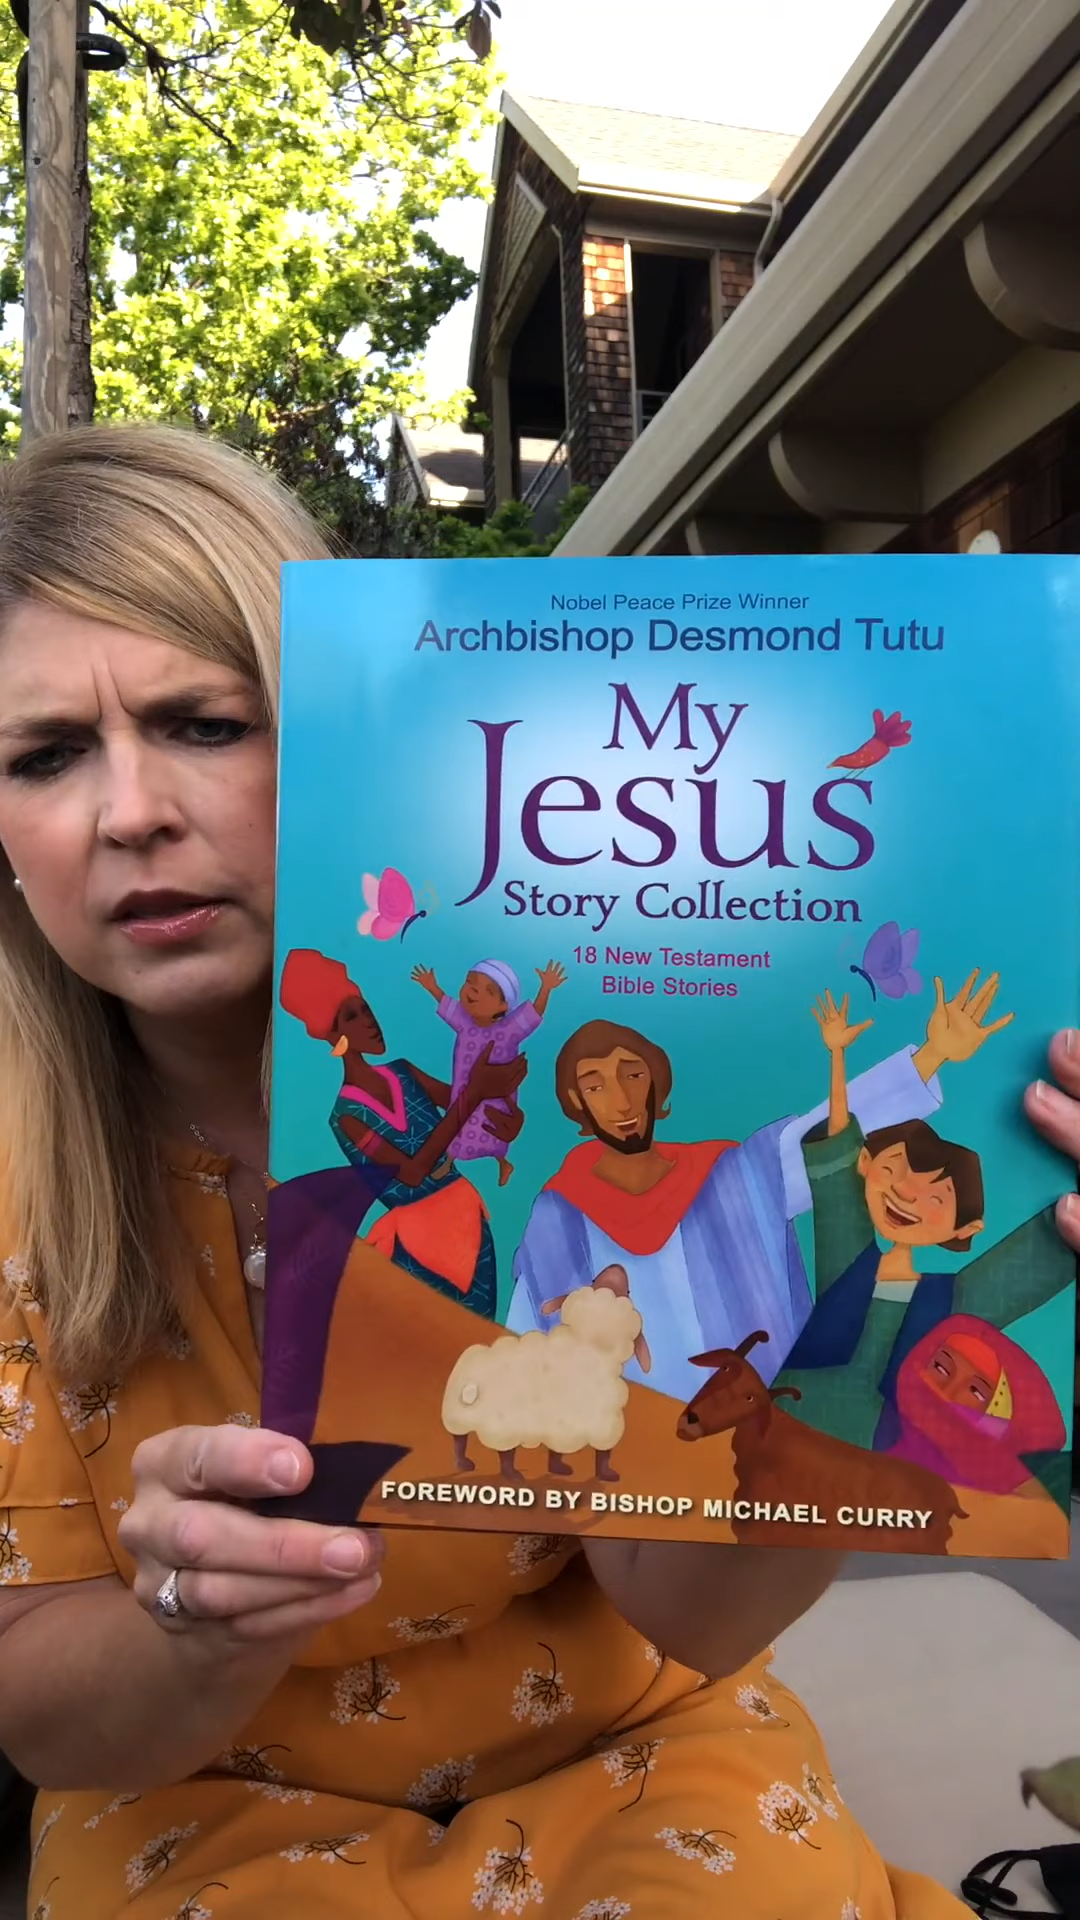 Nobel Peace Prize Winner
Archbishop Desmond Tutu
My
Jesus
Story Collection
18 New Testament
Bible Stories
FOREWORD BY BISHOP MICHAEL CURRY